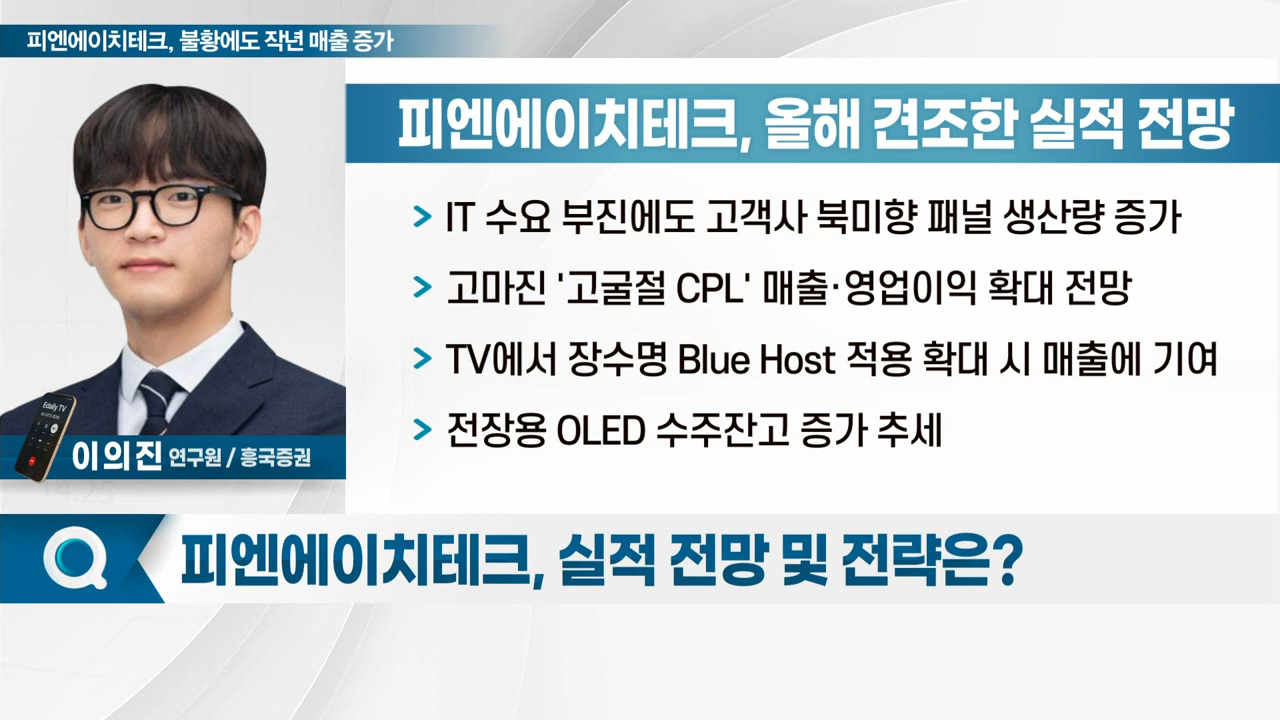 피엔에이치테크, 불황에도 작년 매출 증가
피엔에이치테크, 올해 견조한 실적 전망
> IT 수요 부진에도 고객사 북미향 패널 생산량 증가
> 고마진 '고굴절 CPL' 매출·영업이익 확대 전망
> TV에서 장수명 Blue Host 적용 확대 시 매출에 기여
> 전장용 OLED 수주잔고 증가 추세
Edaily TV
이의진 연구원 / 흥국증권
14:25
Q 피엔에이치테크, 실적 전망 및 전략은?